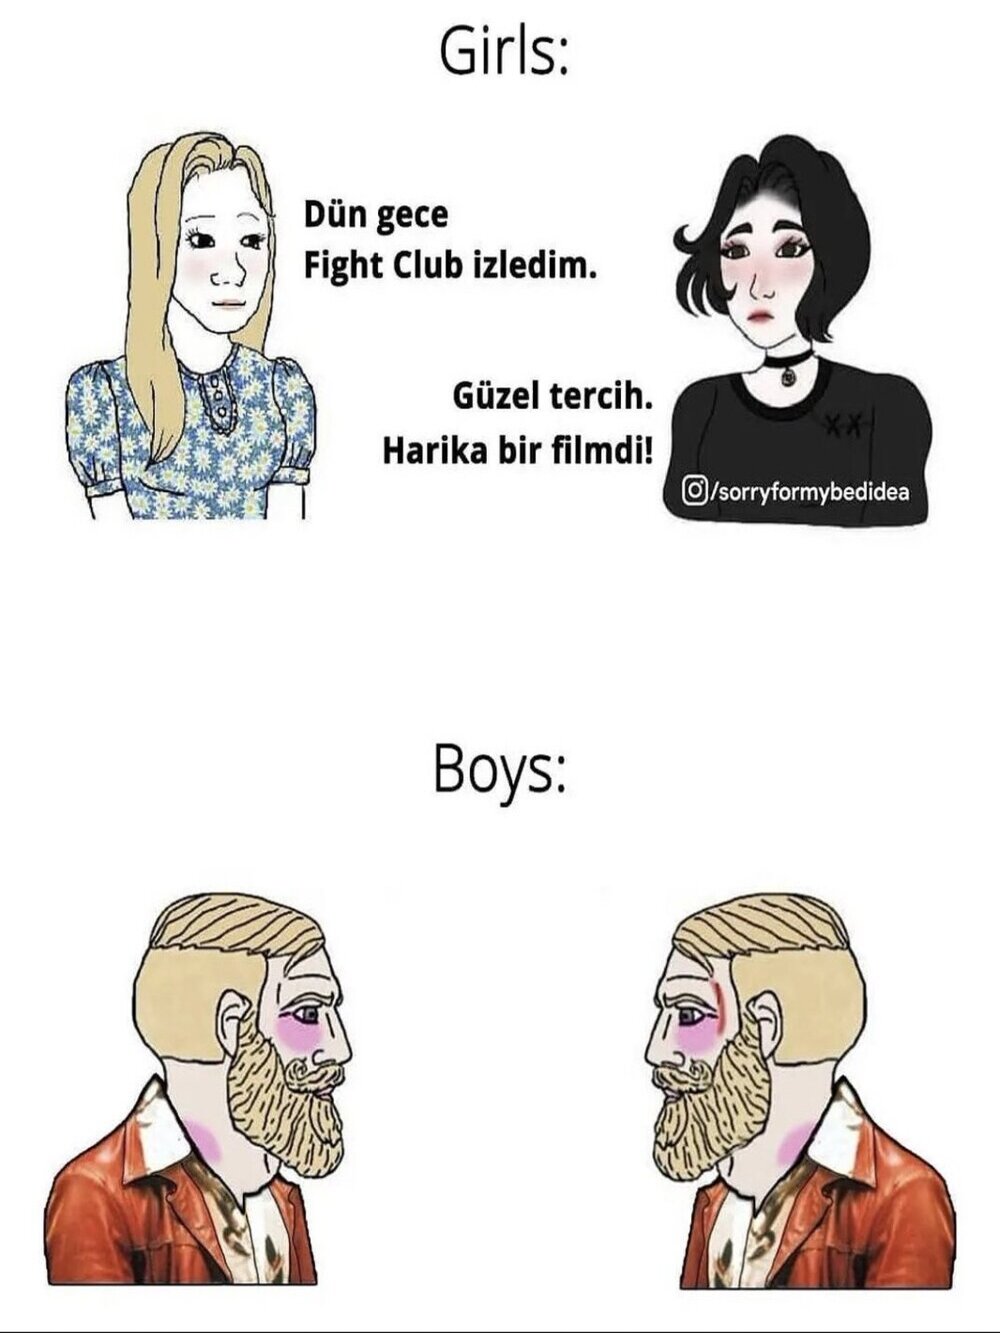 Girls:
Dün gece
Fight Club izledim.
Güzel tercih.
Harika bir filmdi!
/sorryformybedidea
Boys: